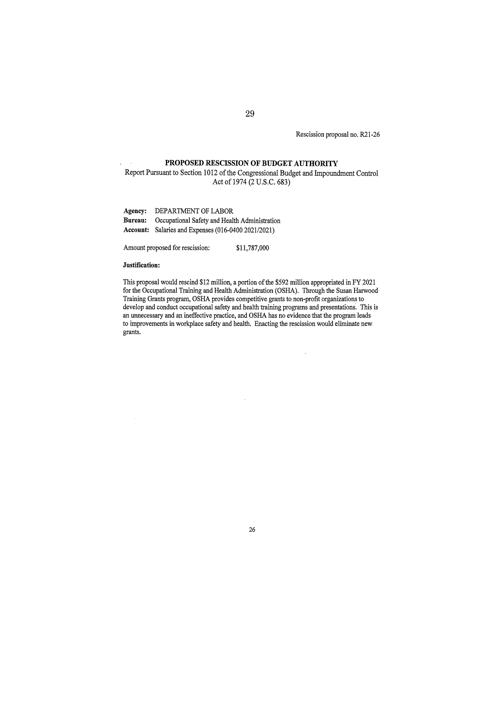 29
Rescission proposal no. R21-26
PROPOSED RESCISSION OF BUDGET AUTHORITY
Report Pursuant to Section 1012 of the Congressional Budget and Impoundment Control
Act of 1974 (2 U.S.C. 683)
Agency: DEPARTMENT OF LABOR
Bureau: Occupational Safety and Health Administration
Account: Salaries and Expenses (016-0400 2021/2021)
Amount proposed for rescission: $11,787,000
Justification:
This proposal would rescind $12 million, a portion of the $592 million appropriated in FY 2021
for the Occupational Training and Health Administration (OSHA). Through the Susan Harwood
Training Grants program, OSHA provides competitive grants to non-profit organizations to
develop and conduct occupational safety and health training programs and presentations. This is
an unnecessary and an ineffective practice, and OSHA has no evidence that the program leads
to improvements in workplace safety and health. Enacting the rescission would eliminate new
grants.
26